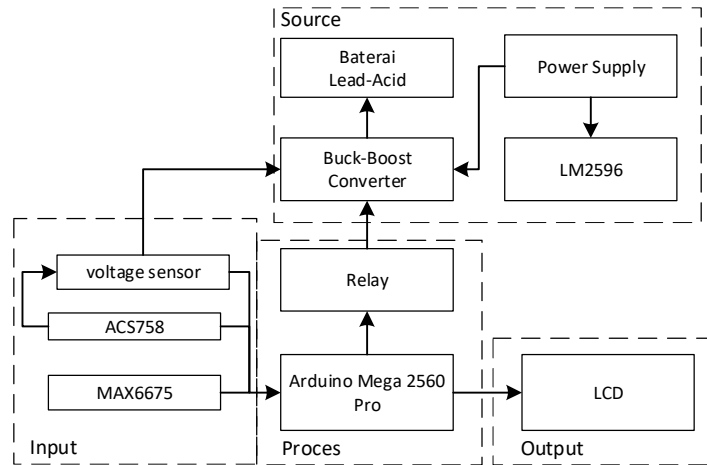 Source
Baterai
Lead-Acid
Power Supply
Buck-Boost
Converter
LM2596
voltage sensor
ACS758
MAX6675
Input
Relay
Arduino Mega 2560
Pro
Proces
LCD
Output